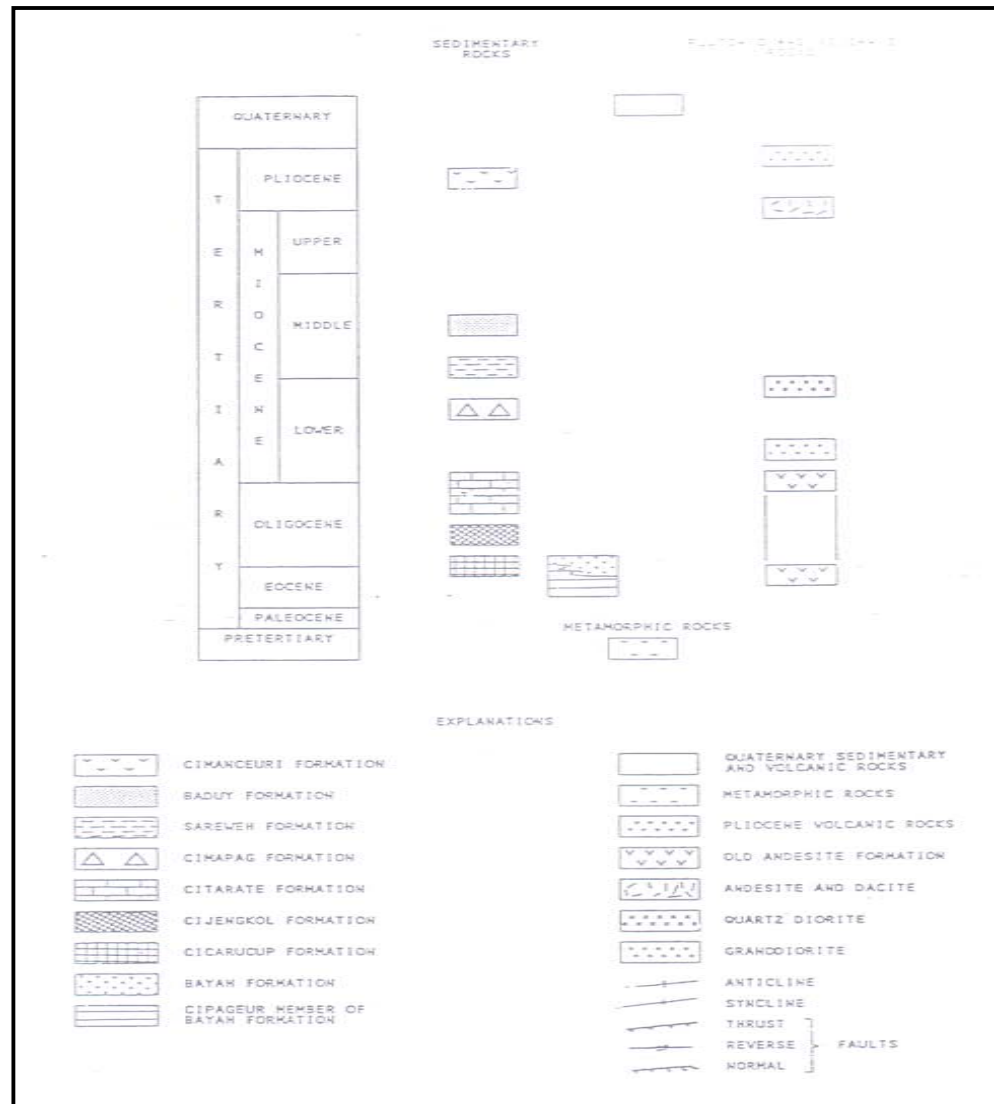 SEDIMENTARY
ROCKS
ROCKS
QUATERNARY
PLIOCENE
UPPER
MIDDLE
LOWER
MIOCENE
TERTIARY
OLIGOCENE
EOCENE
PALEOCENE
PRETERTIARY
METAMORPHIC ROCKS
EXPLANATIONS
CIMANCEURI FORMATION
BADUY FORMATION
SAREWEH FORMATION
CIMAPAG FORMATION
CITARATE FORMATION
CIJENGKOL FORMATION
CICARUCUP FORMATION
BAYAH FORMATION
CIPAGEUR MEMBER OF
BAYAH FORMATION
QUATERNARY SEDIMENTARY
AND VOLCANIC ROCKS
METAMORPHIC ROCKS
PLIOCENE VOLCANIC ROCKS
OLD ANDESITE FORMATION
ANDESITE AND DACITE
QUARTZ DIORITE
GRANODIORITE
ANTICLINE
SYNCLINE
THRUST
REVERSE
NORMAL
FAULTS